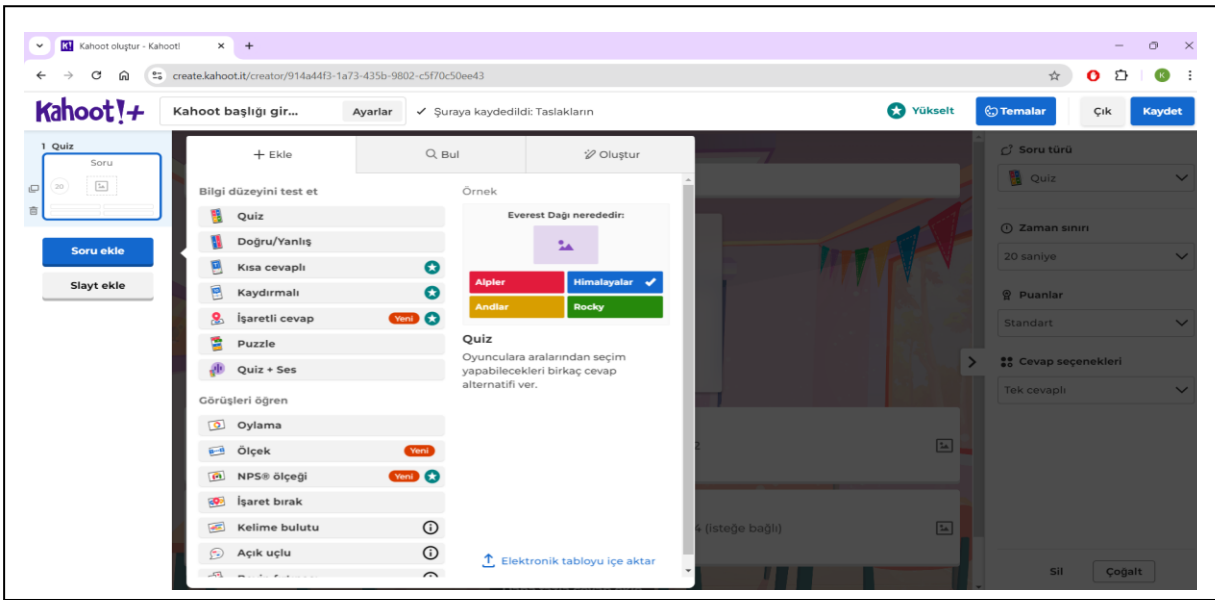 Kahoot oluştur - Kahoot!
create.kahoot.it/creator/914a44f3-1a73-435b-9802-c5f70c50ee43
K
Kahoot!+
Kahoot başlığı gir...
Ayarlar
Şuraya kaydedildi: Taslakların
Yükselt
Temalar
Çık
Kaydet
1 Quiz
Soru
20
Soru ekle
Slayt ekle
+ Ekle
Bul
Oluştur
Bilgi düzeyini test et
Quiz
Doğru/Yanlış
Kısa cevaplı
Kaydırmalı
İşaretli cevap Yeni
Puzzle
Quiz + Ses
Görüşleri öğren
Oylama
Ölçek Yeni
NPS® ölçeği Yeni
İşaret bırak
Kelime bulutu
Açık uçlu
Örnek
Everest Dağı nerededir:
Alpler
Himalayalar
Andlar
Rocky
Quiz
Oyunculara aralarından seçim
yapabilecekleri birkaç cevap
alternatifi ver.
Elektronik tabloyu içe aktar
2
4 (isteğe bağlı)
Soru türü
Quiz
Zaman sınırı
20 saniye
Puanlar
Standart
Cevap seçenekleri
Tek cevaplı
Sil
Çoğalt